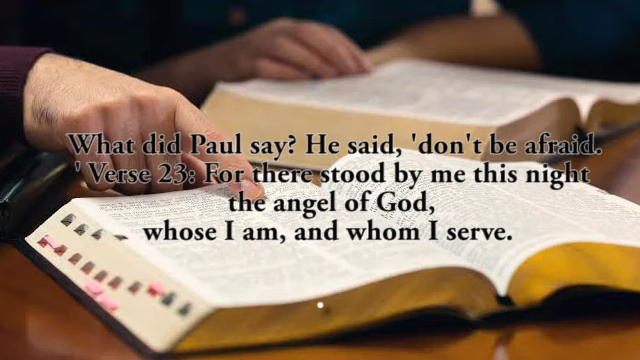 What did Paul say? He said, 'don't be afraid.
' Verse 23: For there stood by me this night
the angel of God,
whose I am, and whom I serve.